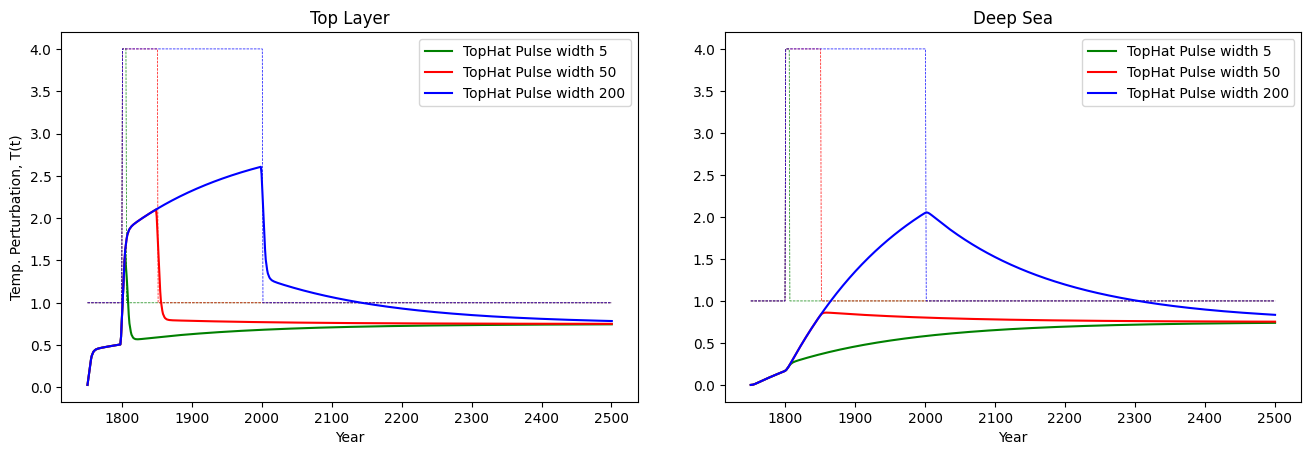 Top Layer
Temp. Perturbation, T(t)
4.0
3.5
3.0
2.5
2.0
1.5
1.0
0.5
0.0
TopHat Pulse width 5
TopHat Pulse width 50
TopHat Pulse width 200
1800 1900 2000 2100 2200 2300 2400 2500
Year
Deep Sea
4.0
3.5
3.0
2.5
2.0
1.5
1.0
0.5
0.0
TopHat Pulse width 5
TopHat Pulse width 50
TopHat Pulse width 200
1800 1900 2000 2100 2200 2300 2400 2500
Year